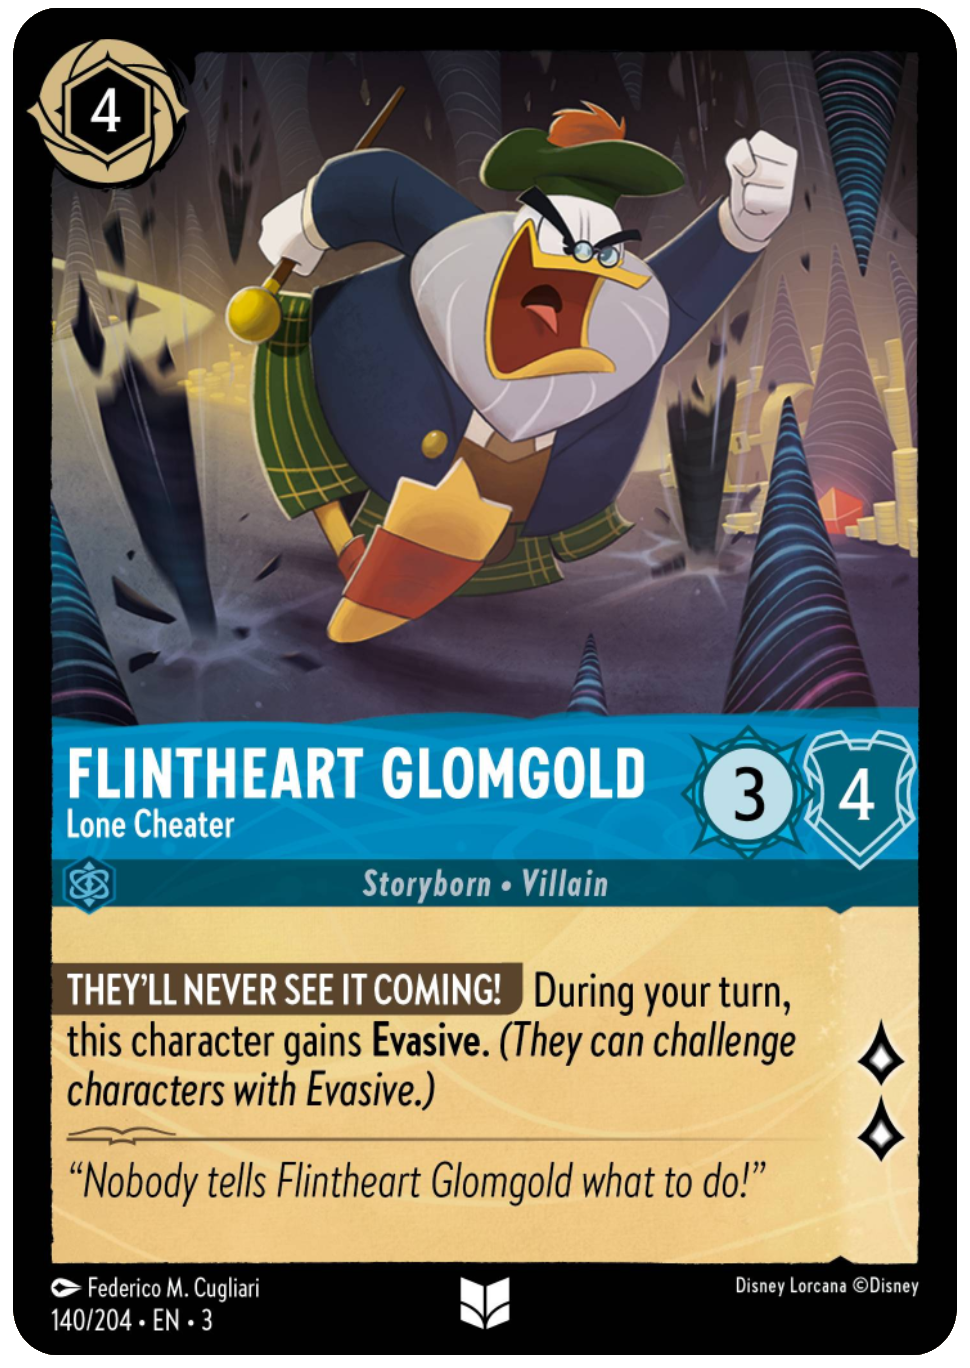 4
FLINTHEART GLOMGOLD
Lone Cheater
3 4
Storyborn • Villain
THEY'LL NEVER SEE IT COMING! During your turn,
this character gains Evasive. (They can challenge
characters with Evasive.)
“Nobody tells Flintheart Glomgold what to do!”
Federico M. Cugliari
140/204 • EN • 3
Disney Lorcana ©Disney